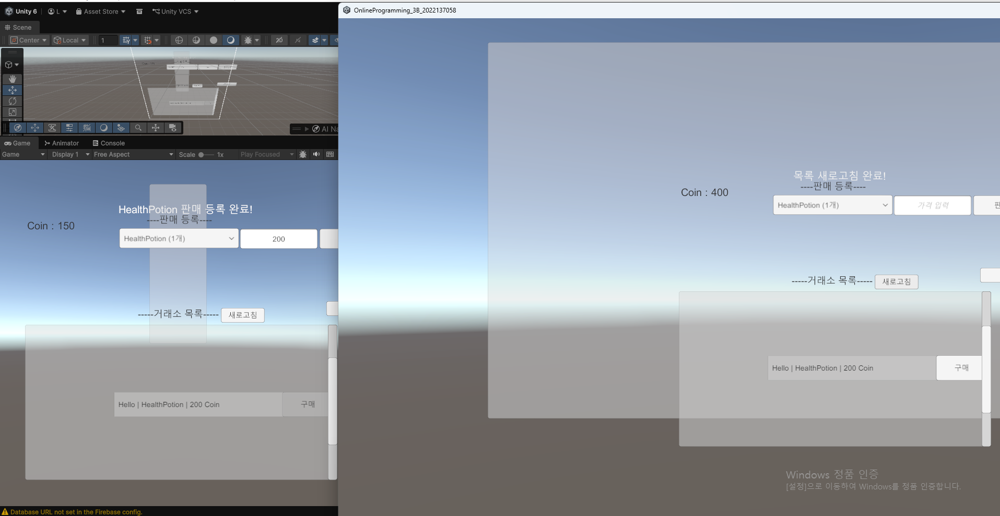 Unity 6
L
Asset Store
Unity VCS
Scene
Center
Local
1
2D
Game
Animator
Console
Game
Display 1
Free Aspect
Scale
1x
Play Focused
HealthPotion 판매 등록 완료!
----판매 등록----
Coin : 150
HealthPotion (1개)
200
-----거래소 목록-----
새로고침
Hello | HealthPotion | 200 Coin
구매
Database URL not set in the Firebase config.
OnlineProgramming_3B_2022137058
목록 새로고침 완료!
----판매 등록----
Coin : 400
HealthPotion (1개)
가격 입력
-----거래소 목록-----
새로고침
Hello | HealthPotion | 200 Coin
구매
Windows 정품 인증
[설정]으로 이동하여 Windows를 정품 인증합니다.